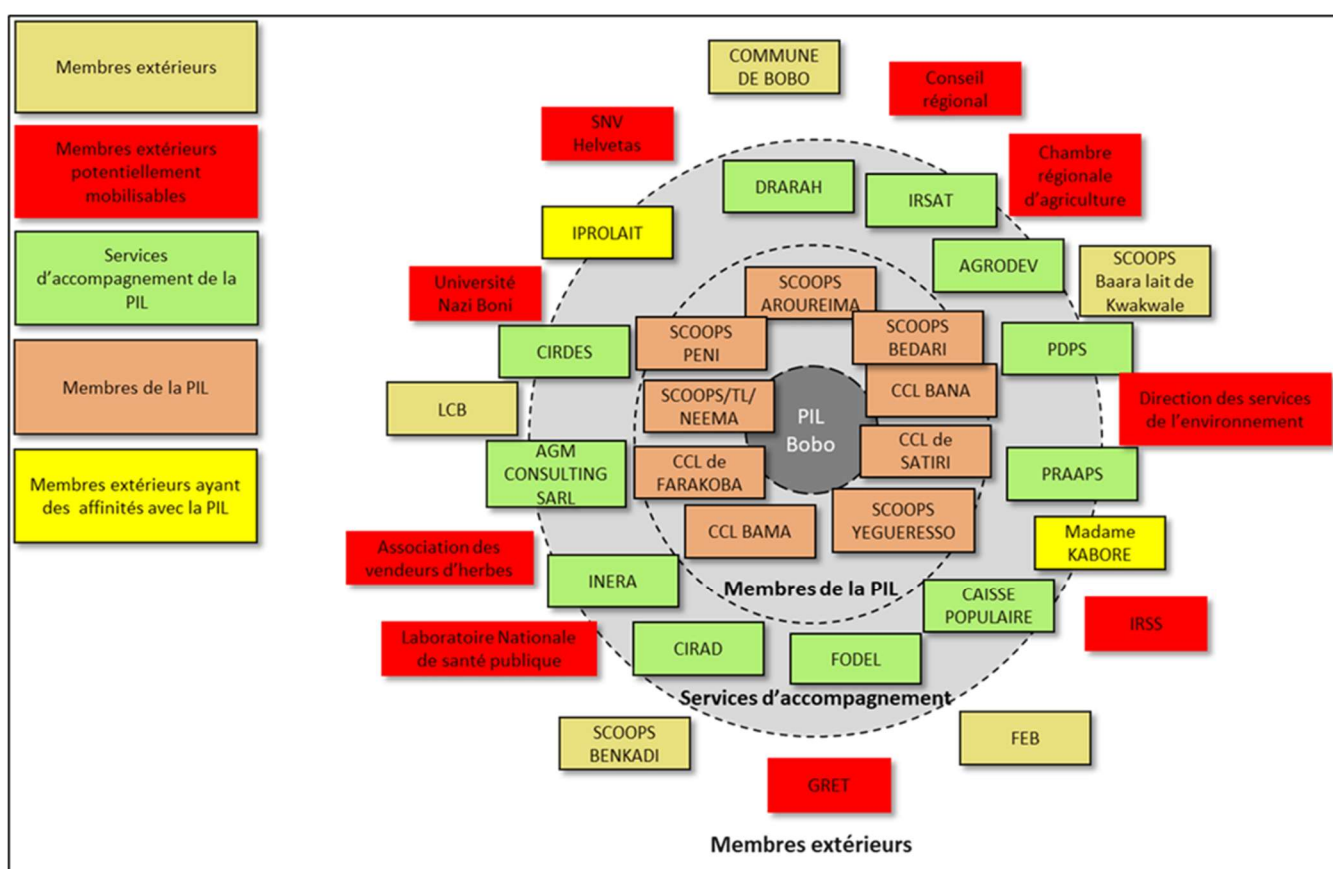 Membres extérieurs
Membres extérieurs
potentiellement
mobilisables
Services
d'accompagnement de la
PIL
Membres de la PIL
Membres extérieurs ayant
des affinités avec la PIL
COMMUNE
DE BOBO
Conseil
régional
SNV
Helvetas
Chambre
régionale
d'agriculture
DRARAH
IRSAT
IPROLAIT
AGRODEV
SCOOPS
Baara lait de
Kwakwale
Université
Nazi Boni
SCOOPS
AROUREIMA
SCOOPS
PENI
SCOOPS
BEDARI
CIRDES
PDPS
LCB
SCOOPS/TL/
NEEMA
PIL
Bobo
CCL BANA
Direction des services
de l'environnement
AGM
CONSULTING
SARL
CCL de
FARAKOBA
CCL de
SATIRI
PRAAPS
CCL BAMA
SCOOPS
YEGUERESSO
Madame
KABORE
Association des
vendeurs d'herbes
INERA
Membres de la PIL
CAISSE
POPULAIRE
IRSS
Laboratoire Nationale
de santé publique
CIRAD
FODEL
Services d'accompagnement
SCOOPS
BENKADI
FEB
GRET
Membres extérieurs